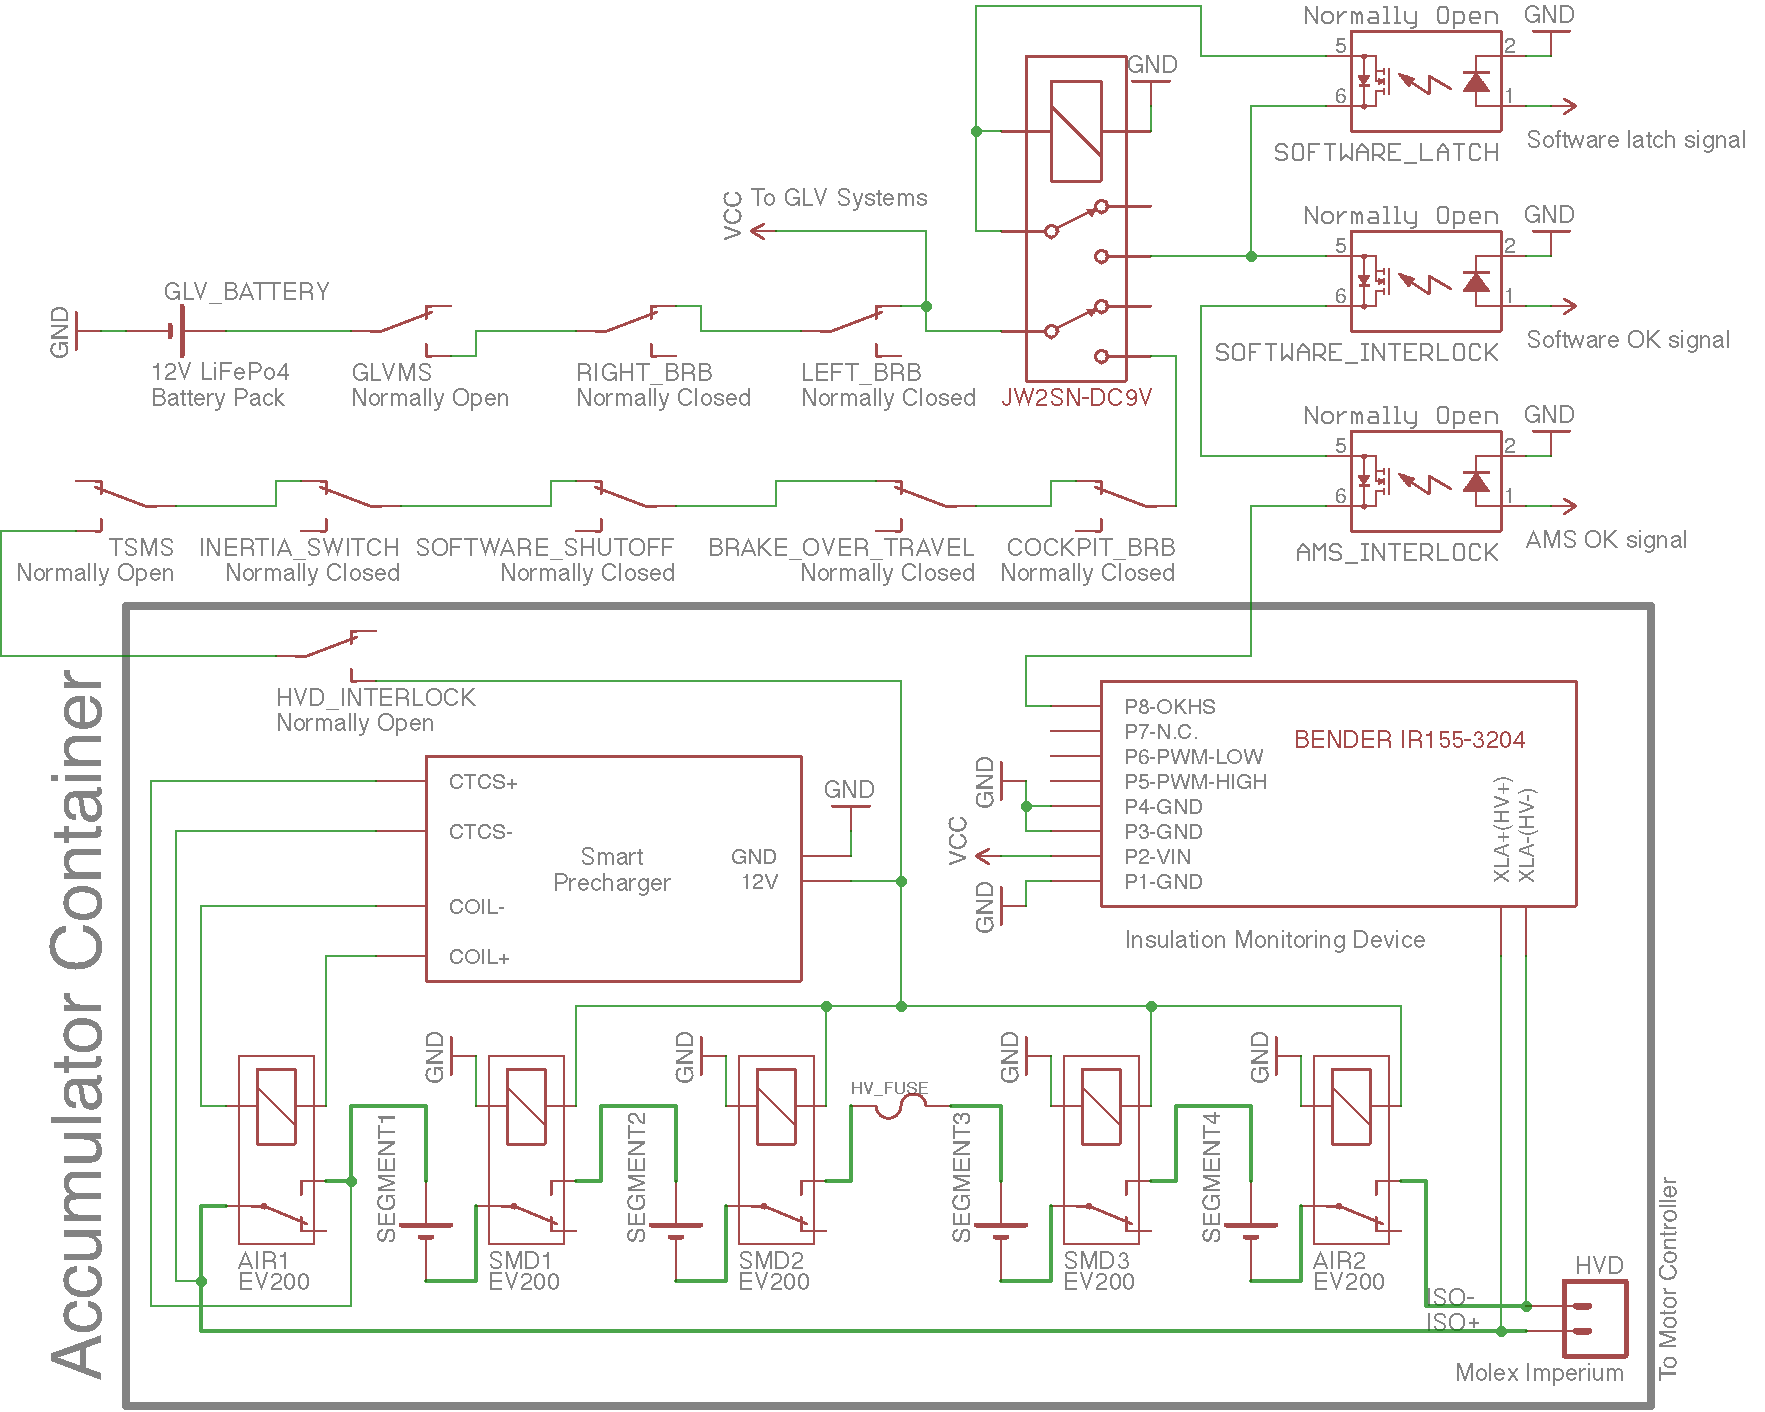 Normally Open
GND
5
2
6
1
Software latch signal
SOFTWARE_LATCH
GND
VCC
To GLV Systems
Normally Open
GND
5
2
6
1
Software OK signal
SOFTWARE_INTERLOCK
GND
GLV_BATTERY
12V LiFePo4
Battery Pack
GLVMS
Normally Open
RIGHT_BRB
Normally Closed
LEFT_BRB
Normally Closed
JW2SN-DC9V
Normally Open
GND
5
2
6
1
AMS OK signal
AMS_INTERLOCK
TSMS
Normally Open
INERTIA_SWITCH
Normally Closed
SOFTWARE_SHUTOFF
Normally Closed
BRAKE_OVER_TRAVEL
Normally Closed
COCKPIT_BRB
Normally Closed
Accumulator Container
HVD_INTERLOCK
Normally Open
CTCS+
CTCS-
COIL-
COIL+
Smart
Precharger
GND
12V
GND
P8-OKHS
P7-N.C.
P6-PWM-LOW
P5-PWM-HIGH
P4-GND
P3-GND
P2-VIN
P1-GND
BENDER IR155-3204
XLA+(HV+)
XLA-(HV-)
GND
VCC
GND
Insulation Monitoring Device
AIR1
EV200
SEGMENT1
GND
SMD1
EV200
SEGMENT2
GND
SMD2
EV200
HV_FUSE
SEGMENT3
GND
SMD3
EV200
SEGMENT4
GND
AIR2
EV200
ISO-
ISO+
HVD
Molex Imperium
To Motor Controller